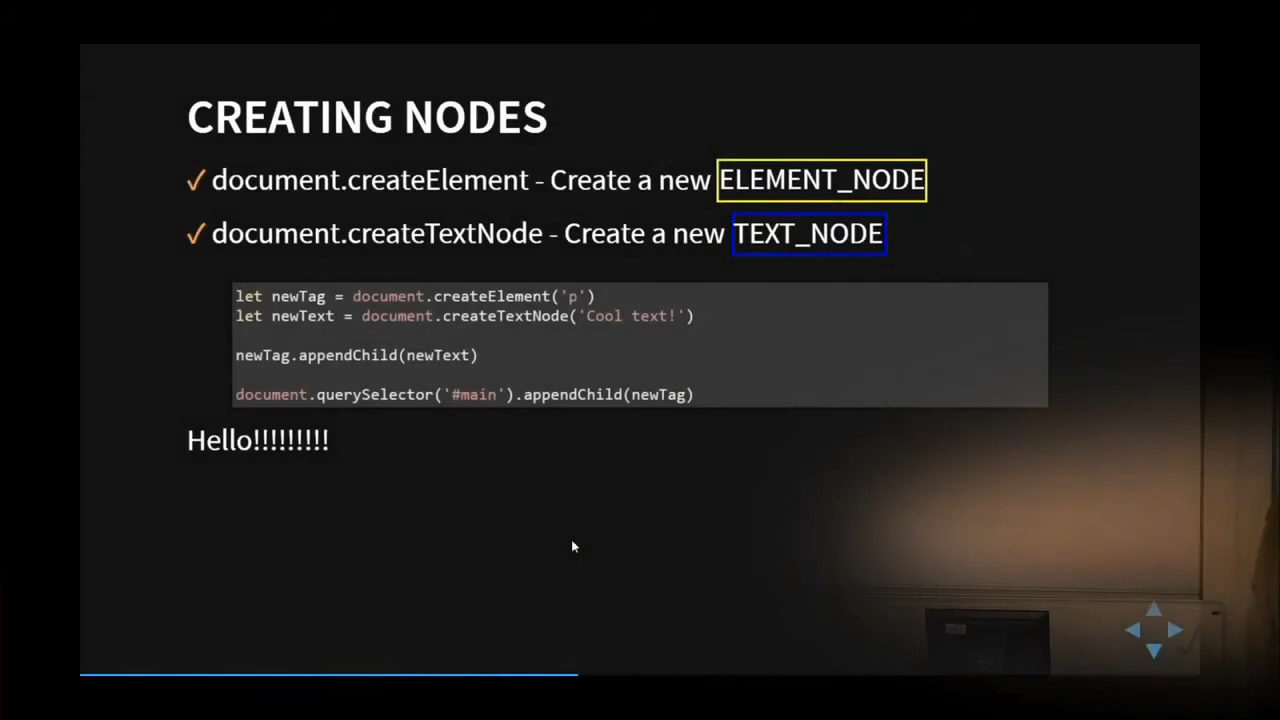 CREATING NODES
✓ document.createElement - Create a new ELEMENT_NODE
✓ document.createTextNode - Create a new TEXT_NODE
let newTag = document.createElement('p')
let newText = document.createTextNode('Cool text!')
newTag.appendChild(newText)
document.querySelector('#main').appendChild(newTag)
Hello!!!!!!!!!